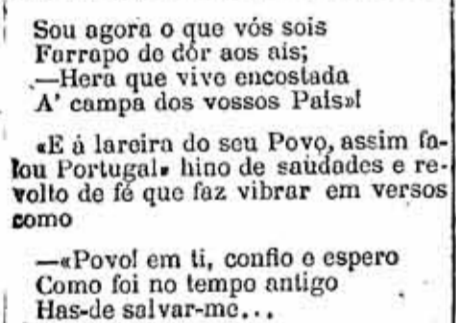 Sou agora o que vós sois
Farrapo de dôr aos ais;
—Hera que vive encostada
A' campa dos vossos Pais»!
«E á lareira do seu Povo, assim fa-
lou Portugal» hino de saúdades e re-
volto de fé que faz vibrar em versos
como
—«Povo! em ti, confio e espero
Como foi no tempo antigo
Has-de salvar-me...